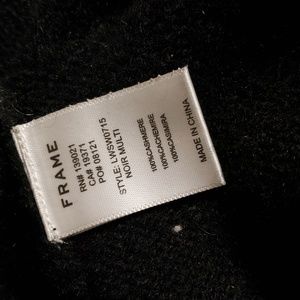 FRAME
RN# 139021
CA# 19371
PO# 08121
STYLE: LWSW0715
NOIR MULTI
100%CASHMERE
100%CACHEMIRE
100%CASIMIRA
MADE IN CHINA